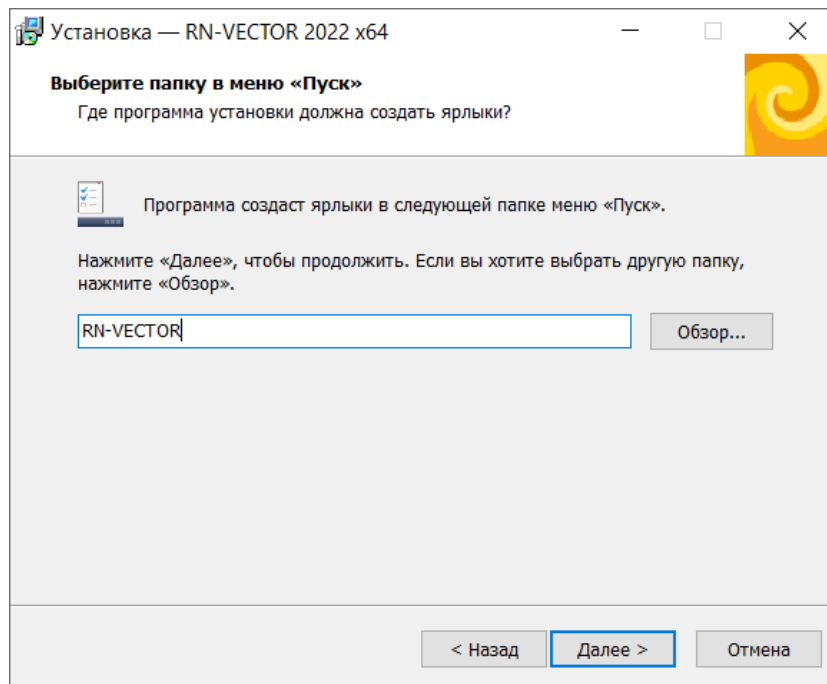 Установка — RN-VECTOR 2022 x64
Выберите папку в меню «Пуск»
Где программа установки должна создать ярлыки?
Программа создаст ярлыки в следующей папке меню «Пуск».
Нажмите «Далее», чтобы продолжить. Если вы хотите выбрать другую папку,
нажмите «Обзор».
RN-VECTOR
Обзор...
< Назад
Далее >
Отмена